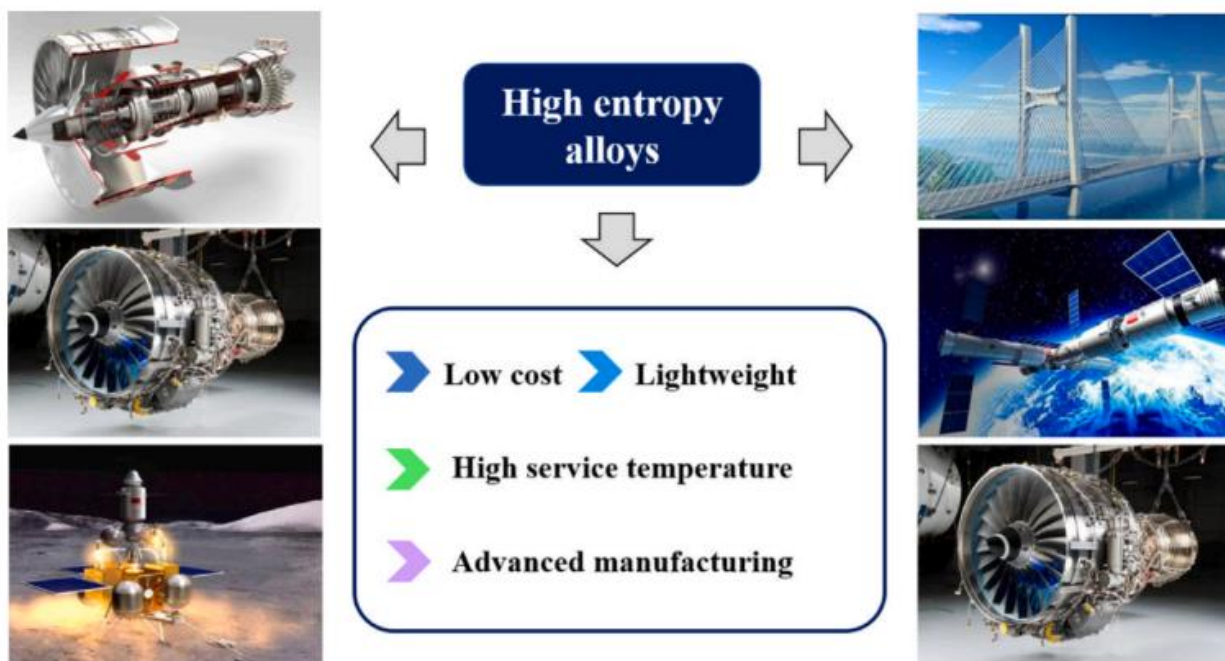 High entropy
alloys
Low cost Lightweight
High service temperature
Advanced manufacturing